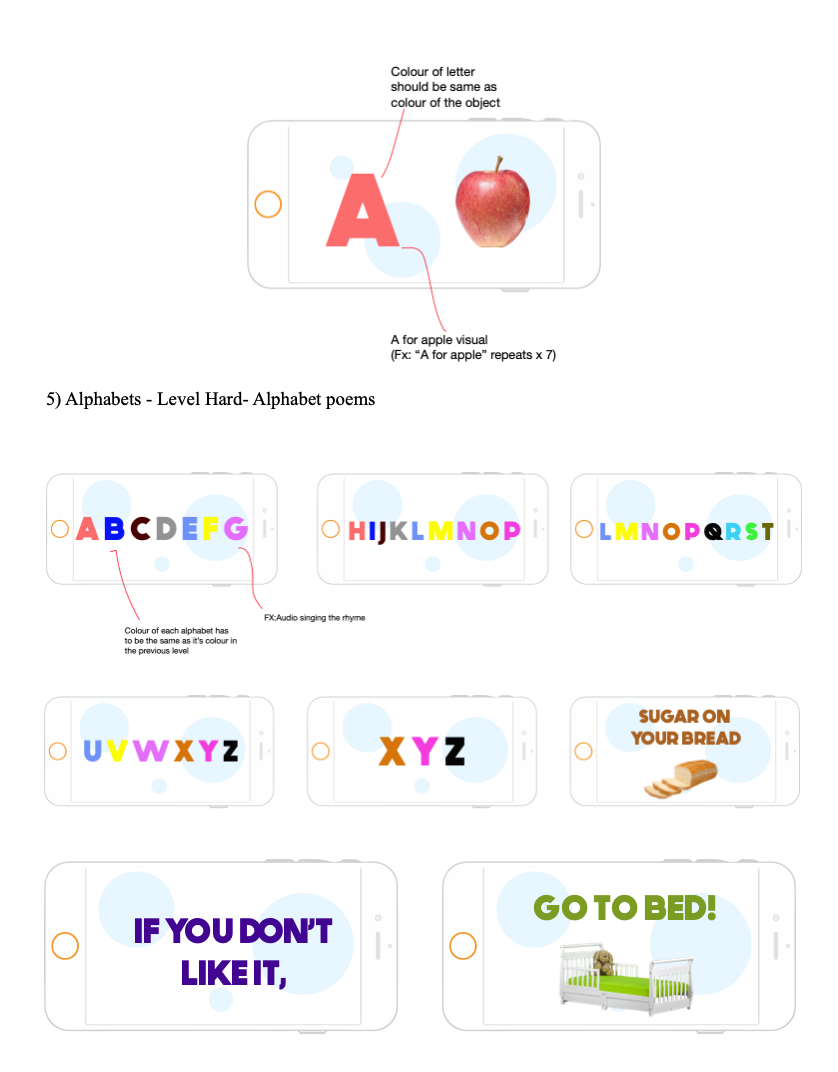 Colour of letter
should be same as
colour of the object
A
A for apple visual
(Fx: “A for apple” repeats x 7)
5) Alphabets - Level Hard- Alphabet poems
ABCDEFG
HIJKLMNOP
LMNOPQRST
Colour of each alphabet has
to be the same as it's colour in
the previous level
FX:Audio singing the rhyme
UVWXYZ
XYZ
SUGAR ON
YOUR BREAD
IF YOU DON'T
LIKE IT,
GO TO BED!